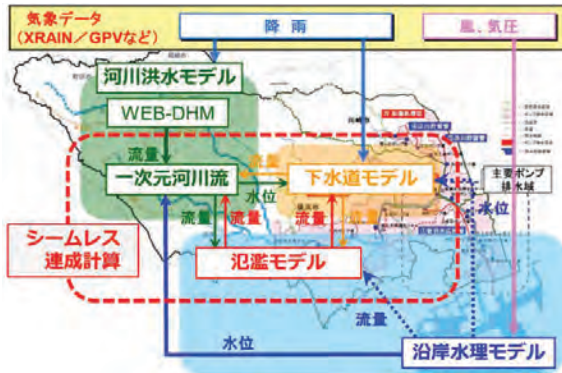 気象データ
(XRAIN／GPVなど)
降 雨
風、気圧
河川洪水モデル
WEB-DHM
流量
流量
一次元河川流
水位
下水道モデル
主要ポンプ
排水域
水位
シームレス
連成計算
流量
流量
流量
流量
氾濫モデル
流量
水位
沿岸水理モデル